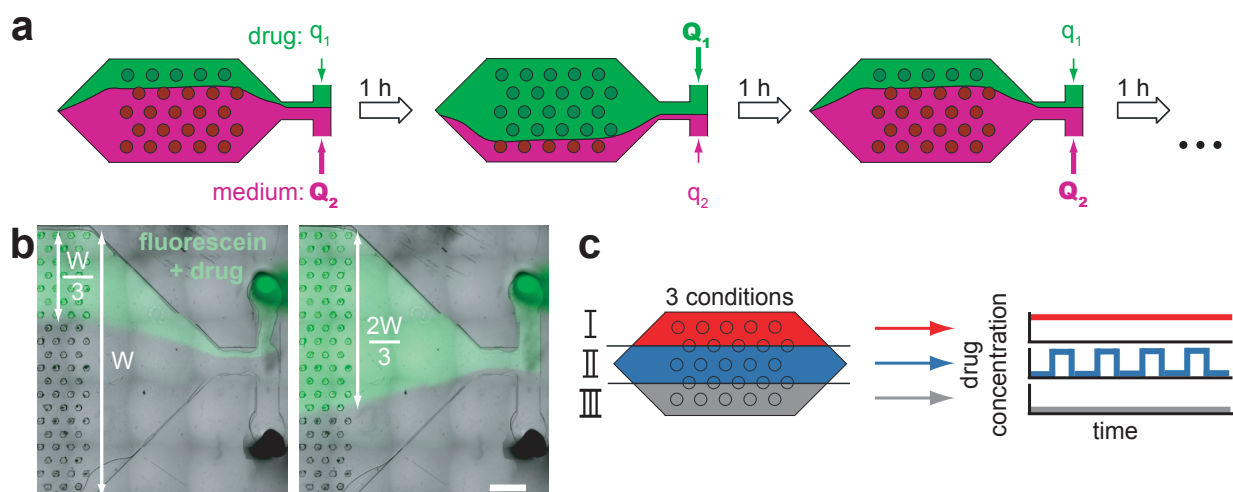 a
drug: q1
Q1
q1
1 h
1 h
1 h
medium: Q2
q2
Q2
b
fluorescein
+ drug
W
3
W
2W
3
c
3 conditions
I
II
III
drug
concentration
time